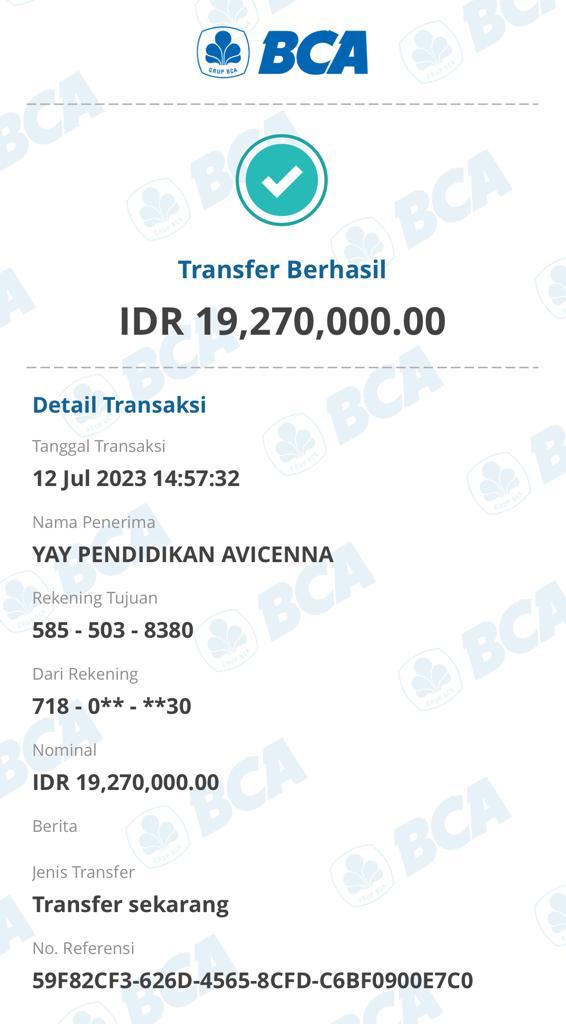 GRUP BCA
BCA
Transfer Berhasil
IDR 19,270,000.00
Detail Transaksi
Tanggal Transaksi
12 Jul 2023 14:57:32
Nama Penerima
YAY PENDIDIKAN AVICENNA
Rekening Tujuan
585 - 503 - 8380
Dari Rekening
718 - 0** - **30
Nominal
IDR 19,270,000.00
Berita
Jenis Transfer
Transfer sekarang
No. Referensi
59F82CF3-626D-4565-8CFD-C6BF0900E7C0